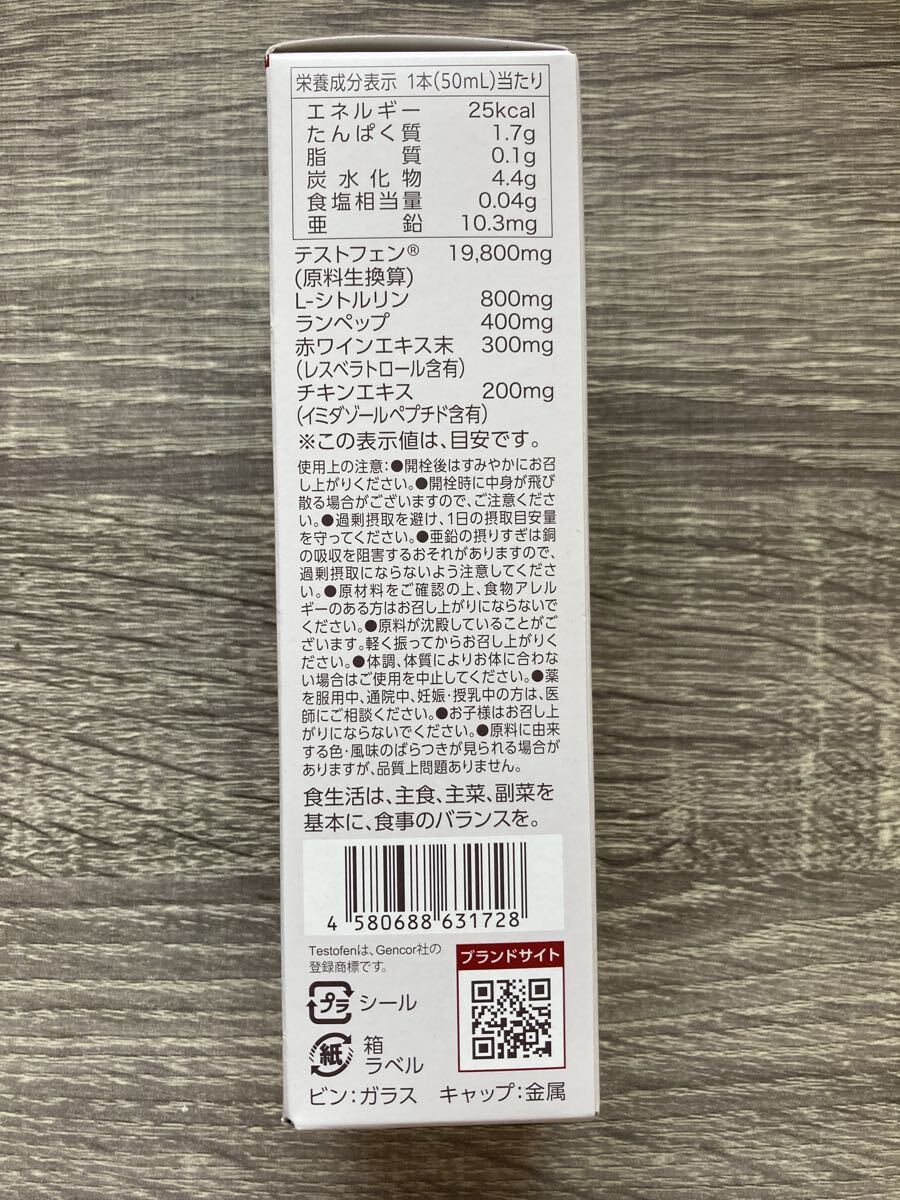 栄養成分表示 1本(50mL)当たり
エネルギー 25kcal
たんぱく質 1.7g
脂質 0.1g
炭水化物 4.4g
食塩相当量 0.04g
亜鉛 10.3mg
テストフェン® 19,800mg
(原料生換算)
L-シトルリン 800mg
ランペップ 400mg
赤ワインエキス末 300mg
(レスベラトロール含有)
チキンエキス 200mg
(イミダゾールペプチド含有)
※この表示値は、目安です。
使用上の注意:●開栓後はすみやかにお召
し上がりください。●開栓時に中身が飛び
散る場合がございますので、ご注意くださ
い。●過剰摂取を避け、1日の摂取目安量
を守ってください。●亜鉛の摂りすぎは銅
の吸収を阻害するおそれがありますので、
過剰摂取にならないよう注意してくださ
い。●原材料をご確認の上、食物アレル
ギーのある方はお召し上がりにならないで
ください。●原料が沈殿していることがご
ざいます。軽く振ってからお召し上がりく
ださい。●体調、体質によりお体に合わな
い場合はご使用を中止してください。●薬
を服用中、通院中、妊娠・授乳中の方は、医
師にご相談ください。●お子様はお召し上
がりにならないでください。●原料に由来
する色・風味のばらつきが見られる場合が
ありますが、品質上問題ありません。
食生活は、主食、主菜、副菜を
基本に、食事のバランスを。
4 580688 631728
Testofenは、Gencor社の
登録商標です。
ブランドサイト
プラ シール
紙 箱
ラベル
ビン:ガラス キャップ:金属